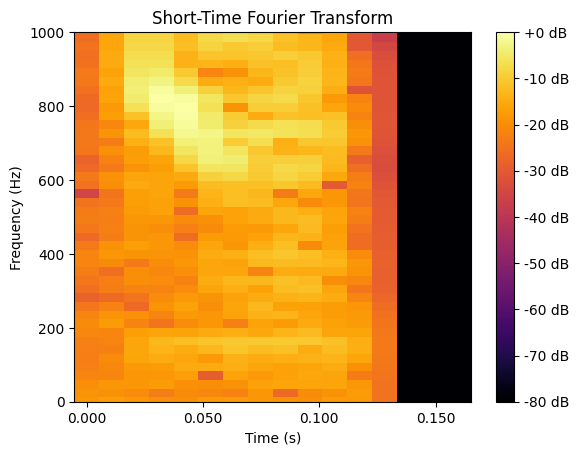 Short-Time Fourier Transform
1000
800
600
400
200
0
Frequency (Hz)
0.000
0.050
0.100
0.150
Time (s)
+0 dB
-10 dB
-20 dB
-30 dB
-40 dB
-50 dB
-60 dB
-70 dB
-80 dB